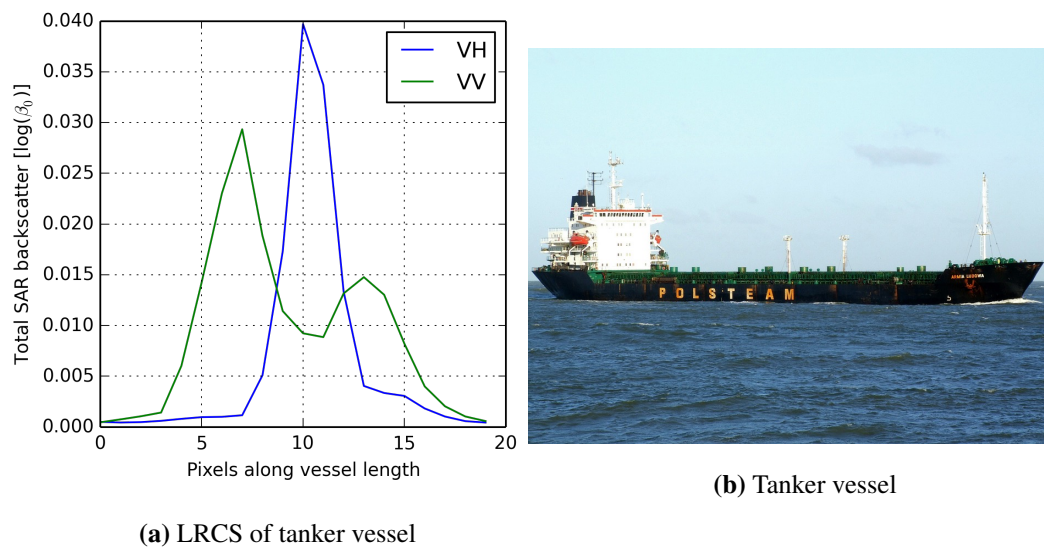 0.040
0.035
0.030
0.025
0.020
0.015
0.010
0.005
0.000
0 5 10 15 20
Total SAR backscatter [log(β₀)]
Pixels along vessel length
VH
VV
(a) LRCS of tanker vessel
POLSTEAM
(b) Tanker vessel